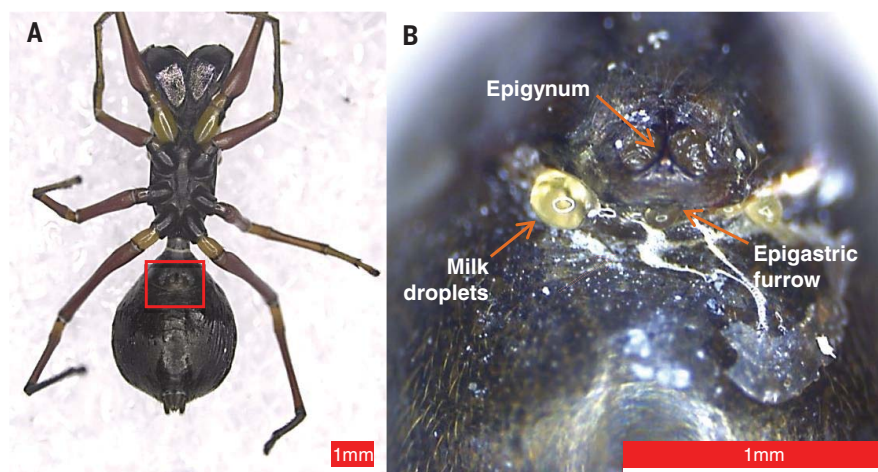 A
B
Epigynum
Milk
droplets
Epigastric
furrow
1mm
1mm